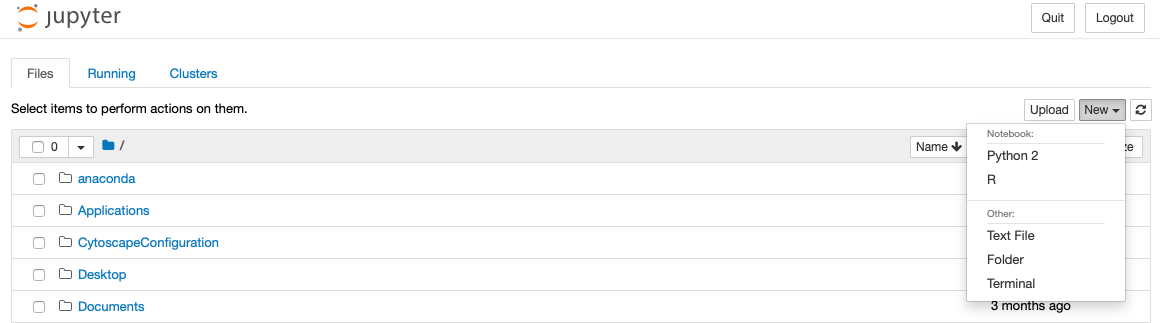 jupyter
Quit Logout
Files Running Clusters
Select items to perform actions on them.
Upload New
0 / Name
Notebook:
Python 2
R
Other:
Text File
Folder
Terminal
anaconda
Applications
CytoscapeConfiguration
Desktop
Documents 3 months ago